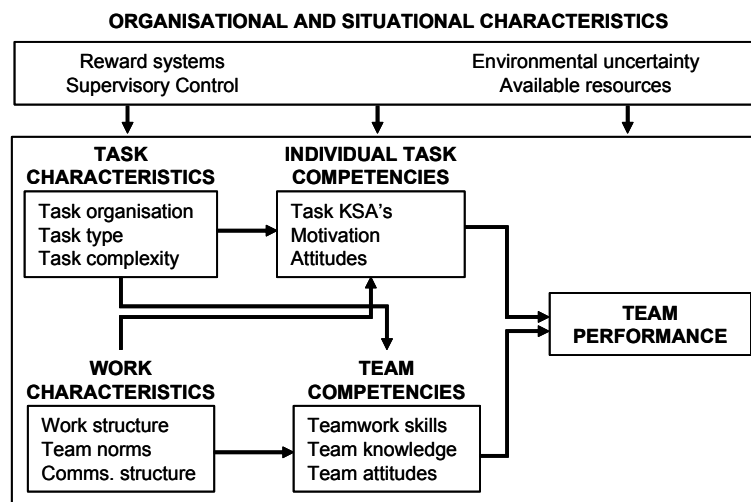 ORGANISATIONAL AND SITUATIONAL CHARACTERISTICS
Reward systems
Supervisory Control
Environmental uncertainty
Available resources
TASK
CHARACTERISTICS
Task organisation
Task type
Task complexity
INDIVIDUAL TASK
COMPETENCIES
Task KSA's
Motivation
Attitudes
TEAM
PERFORMANCE
WORK
CHARACTERISTICS
Work structure
Team norms
Comms. structure
TEAM
COMPETENCIES
Teamwork skills
Team knowledge
Team attitudes